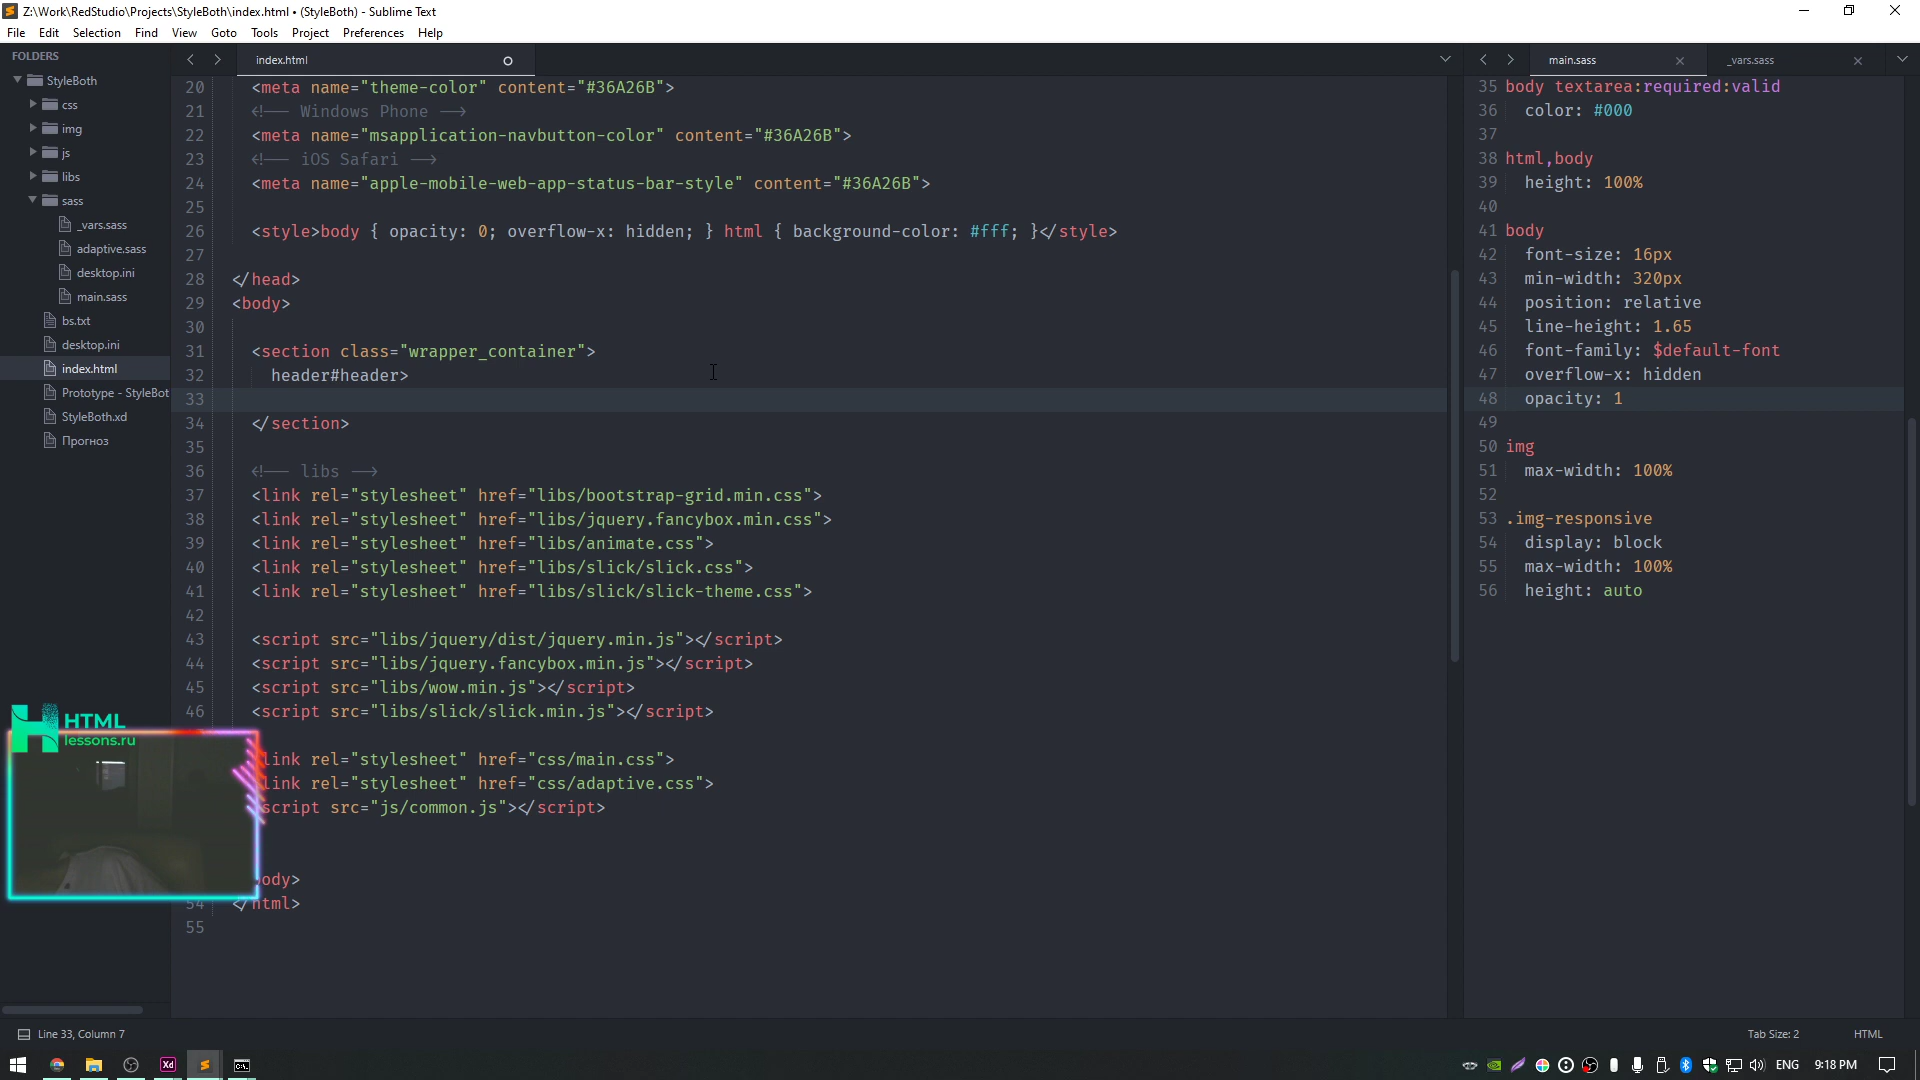 Z:\Work\RedStudio\Projects\StyleBoth\index.html • (StyleBoth) - Sublime Text
File Edit Selection Find View Goto Tools Project Preferences Help
FOLDERS
StyleBoth
css
img
js
libs
sass
_vars.sass
adaptive.sass
desktop.ini
main.sass
bs.txt
desktop.ini
index.html
Prototype - StyleBot
StyleBoth.xd
Прогноз
index.html
20 <meta name="theme-color" content="#36A26B">
21 <!-- Windows Phone -->
22 <meta name="msapplication-navbutton-color" content="#36A26B">
23 <!-- iOS Safari -->
24 <meta name="apple-mobile-web-app-status-bar-style" content="#36A26B">
25
26 <style>body { opacity: 0; overflow-x: hidden; } html { background-color: #fff; }</style>
27
28 </head>
29 <body>
30
31 <section class="wrapper_container">
32 header#header>
33
34 </section>
35
36 <!-- libs -->
37 <link rel="stylesheet" href="libs/bootstrap-grid.min.css">
38 <link rel="stylesheet" href="libs/jquery.fancybox.min.css">
39 <link rel="stylesheet" href="libs/animate.css">
40 <link rel="stylesheet" href="libs/slick/slick.css">
41 <link rel="stylesheet" href="libs/slick/slick-theme.css">
42
43 <script src="libs/jquery/dist/jquery.min.js"></script>
44 <script src="libs/jquery.fancybox.min.js"></script>
45 <script src="libs/wow.min.js"></script>
46 <script src="libs/slick/slick.min.js"></script>
link rel="stylesheet" href="css/main.css">
link rel="stylesheet" href="css/adaptive.css">
script src="js/common.js"></script>
ody>
54 </html>
55
main.sass
_vars.sass
35 body textarea:required:valid
36 color: #000
37
38 html,body
39 height: 100%
40
41 body
42 font-size: 16px
43 min-width: 320px
44 position: relative
45 line-height: 1.65
46 font-family: $default-font
47 overflow-x: hidden
48 opacity: 1
49
50 img
51 max-width: 100%
52
53 .img-responsive
54 display: block
55 max-width: 100%
56 height: auto
HTML
lessons.ru
Line 33, Column 7
Tab Size: 2
HTML
Xd
ENG
9:18 PM